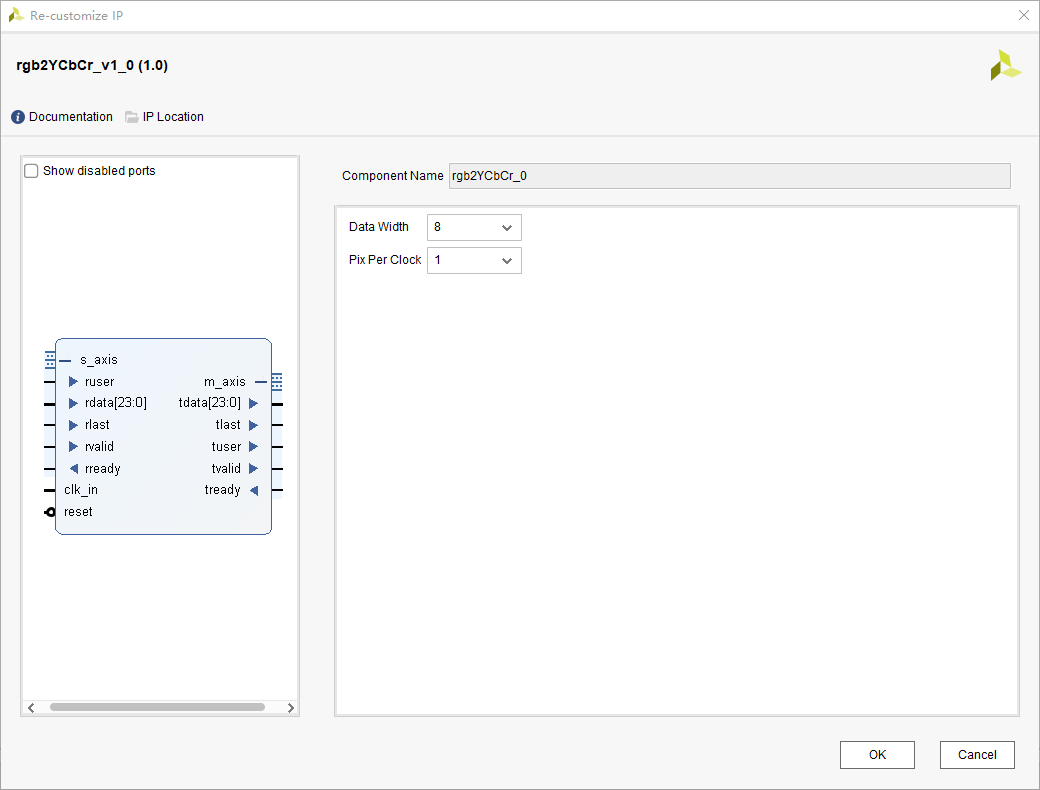 Re-customize IP
rgb2YCbCr_v1_0 (1.0)
Documentation IP Location
Show disabled ports
s_axis
ruser
rdata[23:0]
rlast
rvalid
rready
clk_in
reset
m_axis
tdata[23:0]
tlast
tuser
tvalid
tready
Component Name rgb2YCbCr_0
Data Width 8
Pix Per Clock 1
OK Cancel